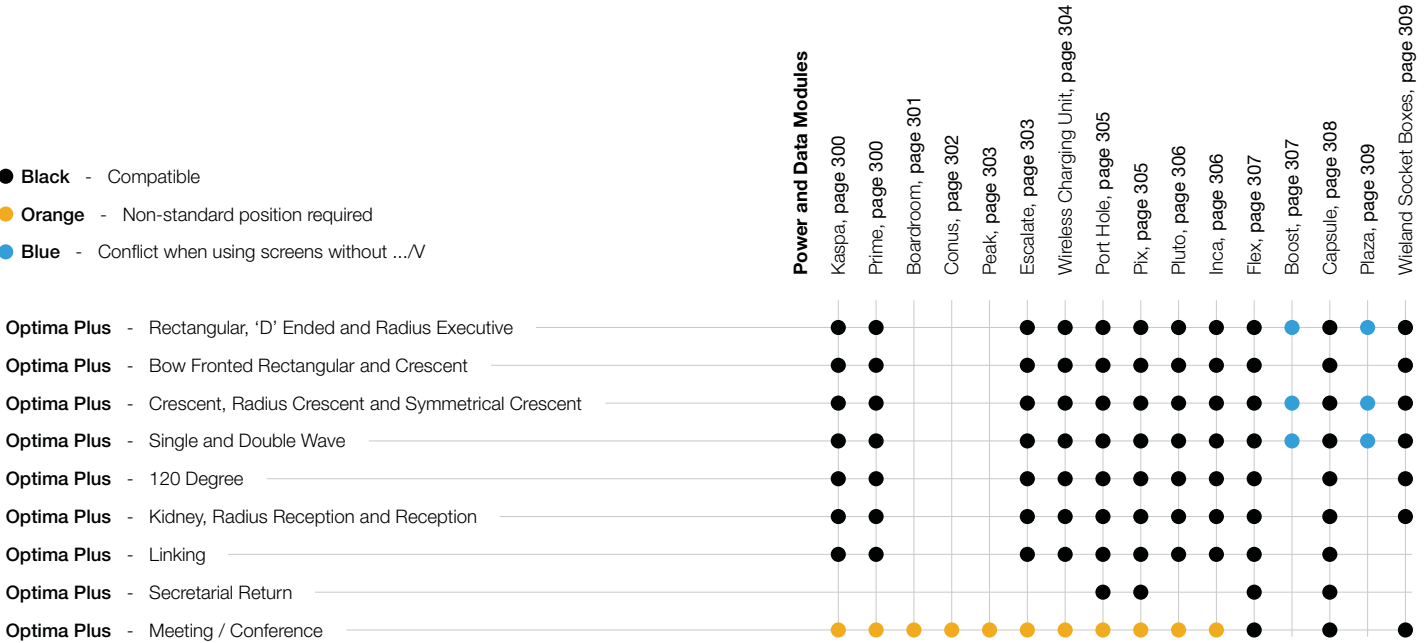 Power and Data Modules
Kaspa, page 300
Prime, page 300
Boardroom, page 301
Conus, page 302
Peak, page 303
Escalate, page 303
Wireless Charging Unit, page 304
Port Hole, page 305
Pix, page 305
Pluto, page 306
Inca, page 306
Flex, page 307
Boost, page 307
Capsule, page 308
Plaza, page 309
Wieland Socket Boxes, page 309
Black - Compatible
Orange - Non-standard position required
Blue - Conflict when using screens without .../V
Optima Plus - Rectangular, ‘D’ Ended and Radius Executive
Optima Plus - Bow Fronted Rectangular and Crescent
Optima Plus - Crescent, Radius Crescent and Symmetrical Crescent
Optima Plus - Single and Double Wave
Optima Plus - 120 Degree
Optima Plus - Kidney, Radius Reception and Reception
Optima Plus - Linking
Optima Plus - Secretarial Return
Optima Plus - Meeting / Conference